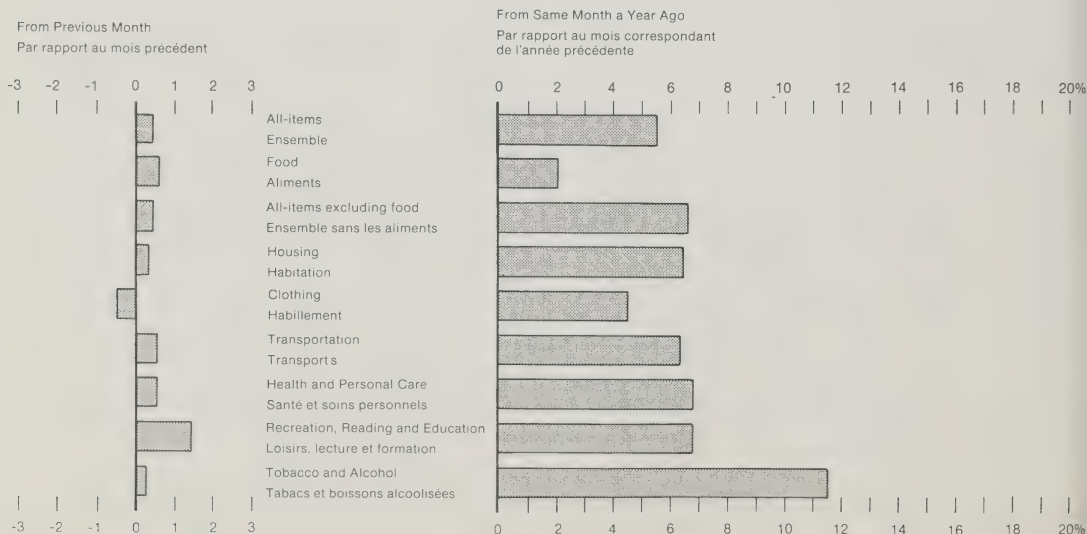 From Previous Month
Par rapport au mois précédent
From Same Month a Year Ago
Par rapport au mois correspondant
de l'année précédente
-3 -2 -1 0 1 2 3
0 2 4 6 8 10 12 14 16 18 20%
All-items
Ensemble
Food
Aliments
All-items excluding food
Ensemble sans les aliments
Housing
Habitation
Clothing
Habillement
Transportation
Transports
Health and Personal Care
Santé et soins personnels
Recreation, Reading and Education
Loisirs, lecture et formation
Tobacco and Alcohol
Tabacs et boissons alcoolisées
-3 -2 -1 0 1 2 3
0 2 4 6 8 10 12 14 16 18 20%